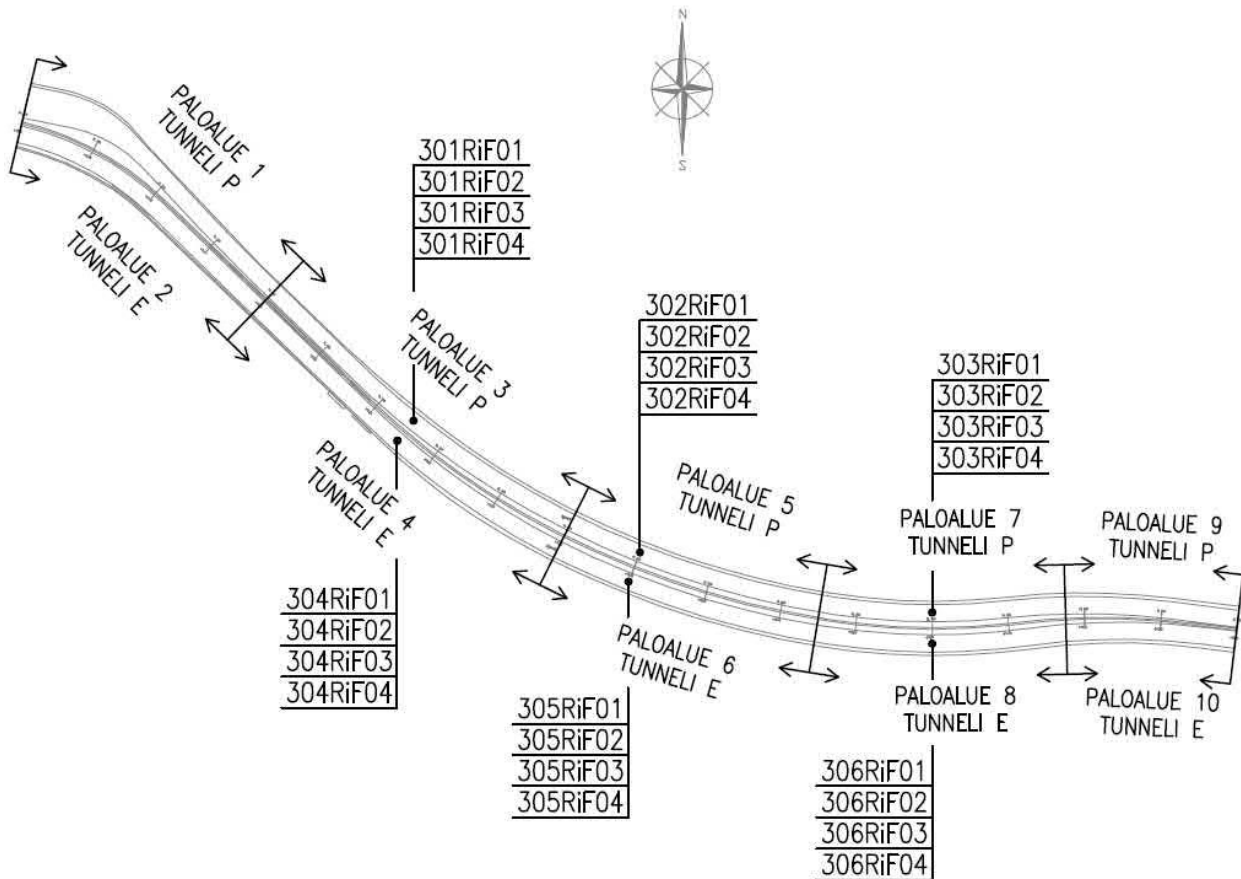 N
S
PALOALUE 1
TUNNELI P
PALOALUE 2
TUNNELI E
301RiF01
301RiF02
301RiF03
301RiF04
PALOALUE 3
TUNNELI P
PALOALUE 4
TUNNELI E
302RiF01
302RiF02
302RiF03
302RiF04
303RiF01
303RiF02
303RiF03
303RiF04
PALOALUE 5
TUNNELI P
PALOALUE 7
TUNNELI P
PALOALUE 9
TUNNELI P
304RiF01
304RiF02
304RiF03
304RiF04
PALOALUE 6
TUNNELI E
PALOALUE 8
TUNNELI E
PALOALUE 10
TUNNELI E
305RiF01
305RiF02
305RiF03
305RiF04
306RiF01
306RiF02
306RiF03
306RiF04